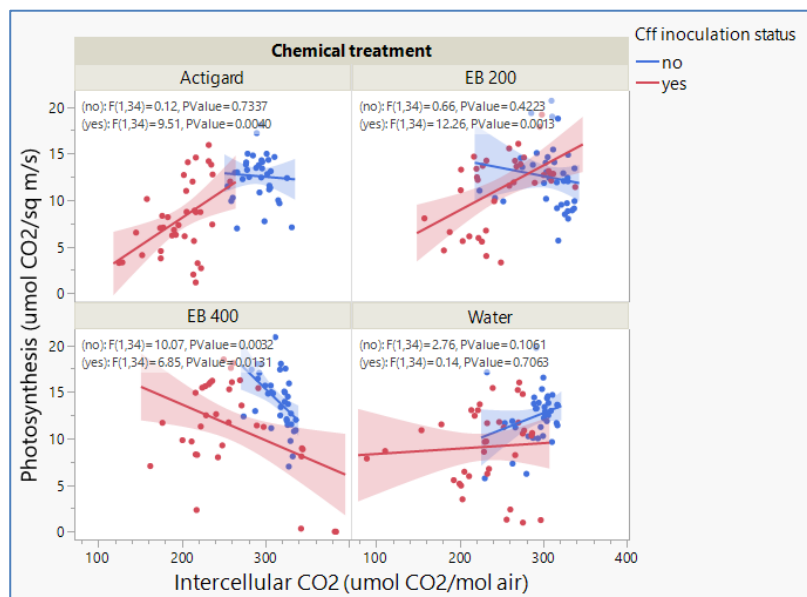 Cff inoculation status
no
yes
Chemical treatment
Actigard
EB 200
(no): F(1,34)=0.12, PValue=0.7337
(yes): F(1,34)=9.51, PValue=0.0040
(no): F(1,34)=0.66, PValue=0.4223
(yes): F(1,34)=12.26, PValue=0.0013
20
15
10
5
0
EB 400
Water
(no): F(1,34)=10.07, PValue=0.0032
(yes): F(1,34)=6.85, PValue=0.0131
(no): F(1,34)=2.76, PValue=0.1061
(yes): F(1,34)=0.14, PValue=0.7063
20
15
10
5
0
100 200 300 100 200 300 400
Photosynthesis (umol CO2/sq m/s)
Intercellular CO2 (umol CO2/mol air)